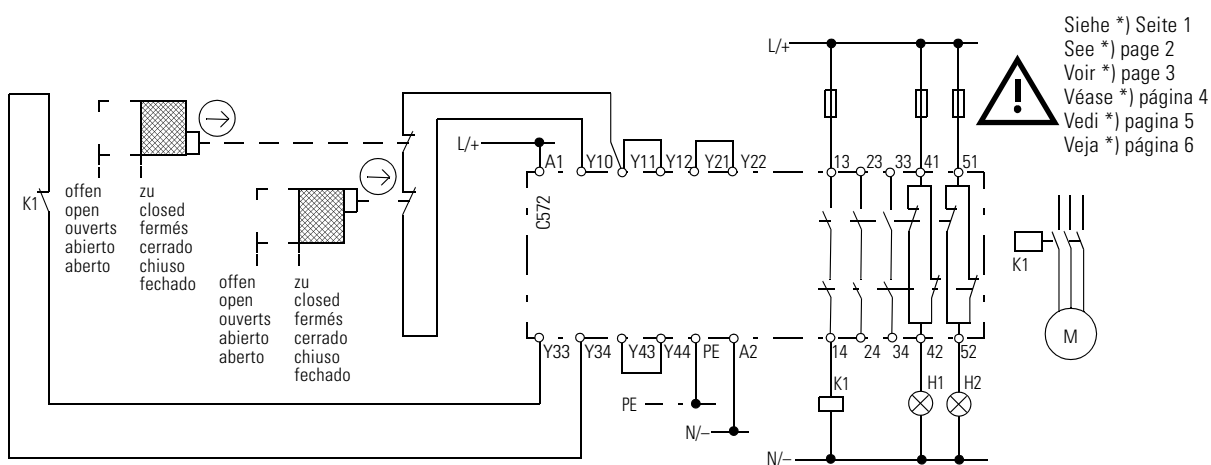 Siehe *) Seite 1
See *) page 2
Voir *) page 3
Véase *) página 4
Vedi *) pagina 5
Veja *) página 6
L/+
L/+
A1
Y10
Y11
Y12
Y21
Y22
13
23
33
41
51
C572
K1
offen
open
ouverts
abierto
aberto
zu
closed
fermés
cerrado
chiuso
fechado
offen
open
ouverts
abierto
aberto
zu
closed
fermés
cerrado
chiuso
fechado
K1
M
Y33
Y34
Y43
Y44
PE
A2
14
24
34
42
52
K1
H1
H2
PE
N/–
N/–